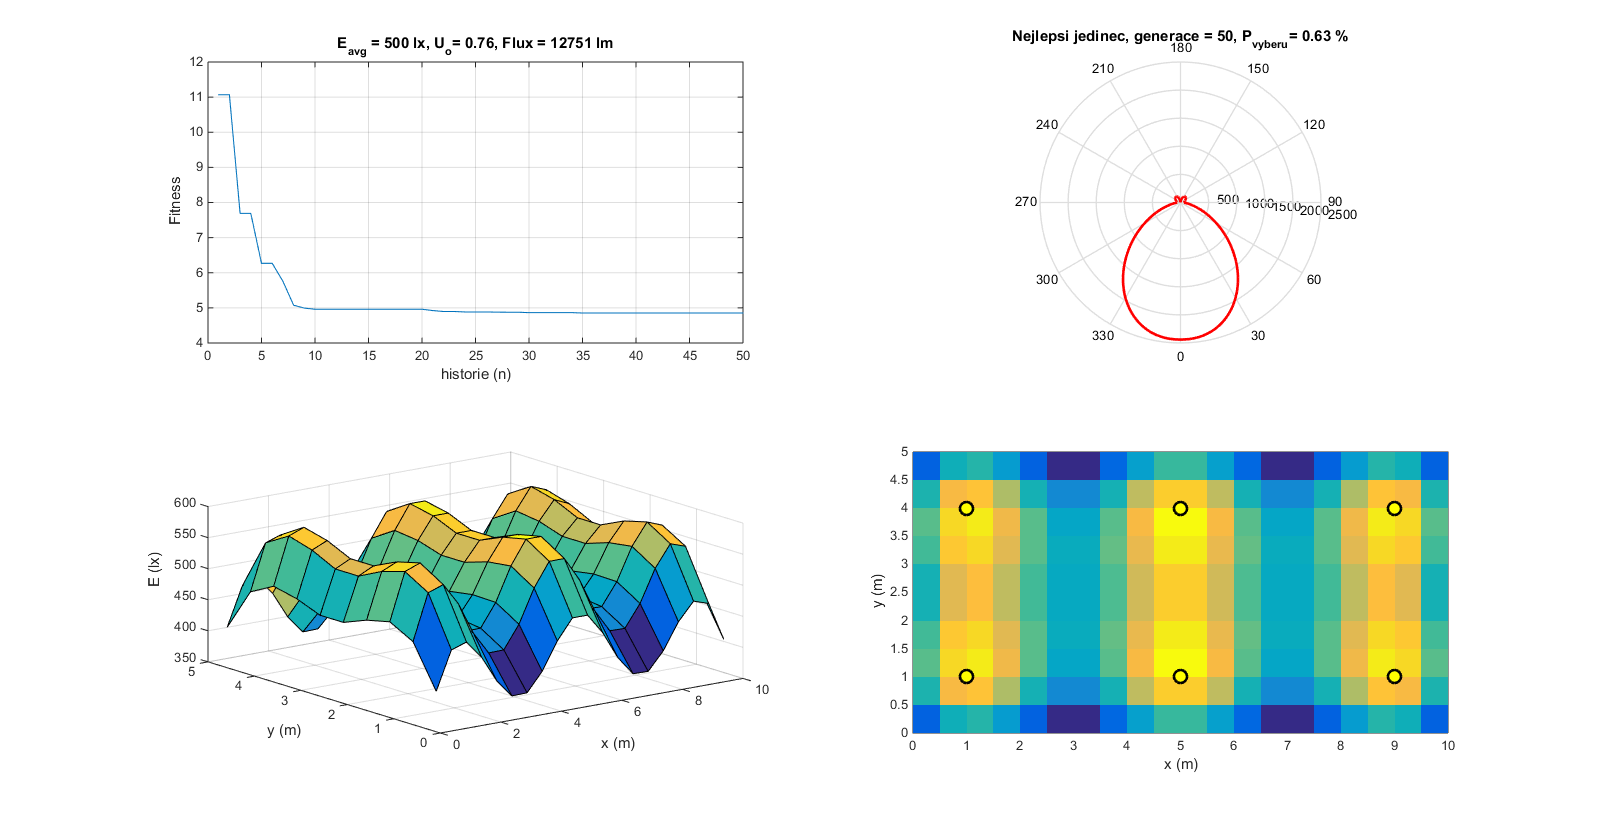 E_avg = 500 lx, U_o= 0.76, Flux = 12751 lm
12
11
10
9
8
7
6
5
4
Fitness
0 5 10 15 20 25 30 35 40 45 50
historie (n)
Nejlepsi jedinec, generace = 50, P_vyberu= 0.63 %
180
210 150
240 120
270 500 1000 1500 2000 2500 90
300 60
330 30
0
600
550
500
450
400
350
E (lx)
5 4 3 2 1 0
y (m)
0 2 4 6 8 10
x (m)
5
4.5
4
3.5
3
2.5
2
1.5
1
0.5
0
y (m)
0 1 2 3 4 5 6 7 8 9 10
x (m)